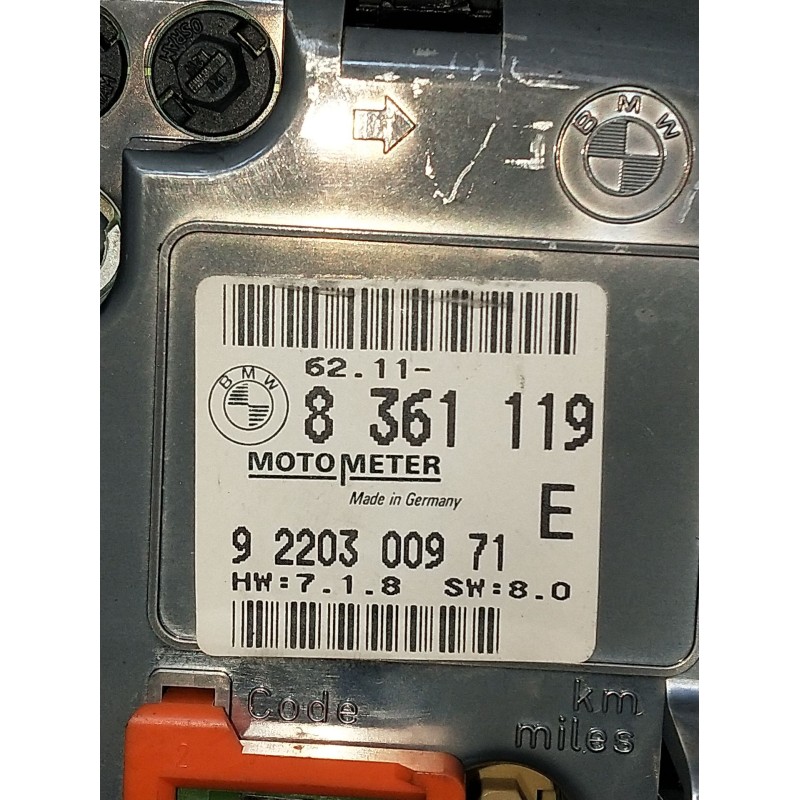 OSRAM
BMW
62.11-
BMW
8 361 119
MOTOMETER
Made in Germany
E
9 2203 009 71
HW:7.1.8 SW:8.0
Code
km
miles